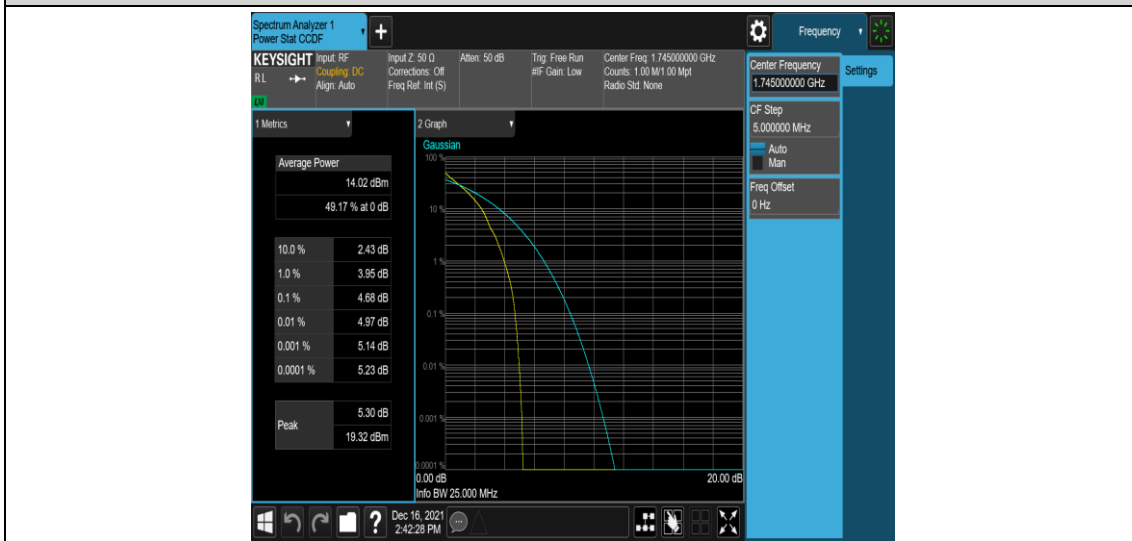 Spectrum Analyzer 1
Power Stat CCDF
+
Frequency
KEYSIGHT
RL
LXI
Input: RF
Coupling: DC
Align: Auto
Input Z: 50 Ω
Corrections: Off
Freq Ref: Int (S)
Atten: 50 dB
Trig: Free Run
#IF Gain: Low
Center Freq: 1.745000000 GHz
Counts: 1.00 M/1.00 Mpt
Radio Std: None
Center Frequency
1.745000000 GHz
Settings
CF Step
5.000000 MHz
Auto
Man
Freq Offset
0 Hz
1 Metrics
Average Power
14.02 dBm
49.17 % at 0 dB
10.0 % 2.43 dB
1.0 % 3.95 dB
0.1 % 4.68 dB
0.01 % 4.97 dB
0.001 % 5.14 dB
0.0001 % 5.23 dB
Peak
5.30 dB
19.32 dBm
2 Graph
Gaussian
100 %
10 %
1 %
0.1 %
0.01 %
0.001 %
0.0001 %
0.00 dB 20.00 dB
Info BW 25.000 MHz
?
Dec 16, 2021
2:42:28 PM